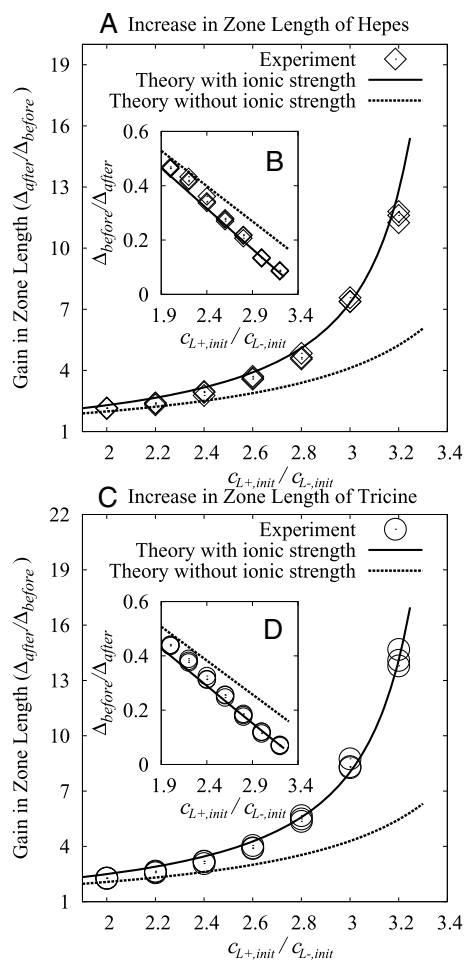 A Increase in Zone Length of Hepes
19
16
13
10
7
4
1
Gain in Zone Length (Δafter/Δbefore)
Experiment
Theory with ionic strength
Theory without ionic strength
B
0.6
0.4
0.2
0
Δbefore/Δafter
1.9 2.4 2.9 3.4
cL+,init / cL-,init
2 2.2 2.4 2.6 2.8 3 3.2 3.4
cL+,init / cL-,init
C Increase in Zone Length of Tricine
22
19
16
13
10
7
4
1
Gain in Zone Length (Δafter/Δbefore)
Experiment
Theory with ionic strength
Theory without ionic strength
D
0.6
0.4
0.2
0
Δbefore/Δafter
1.9 2.4 2.9 3.4
cL+,init / cL-,init
2 2.2 2.4 2.6 2.8 3 3.2 3.4
cL+,init / cL-,init